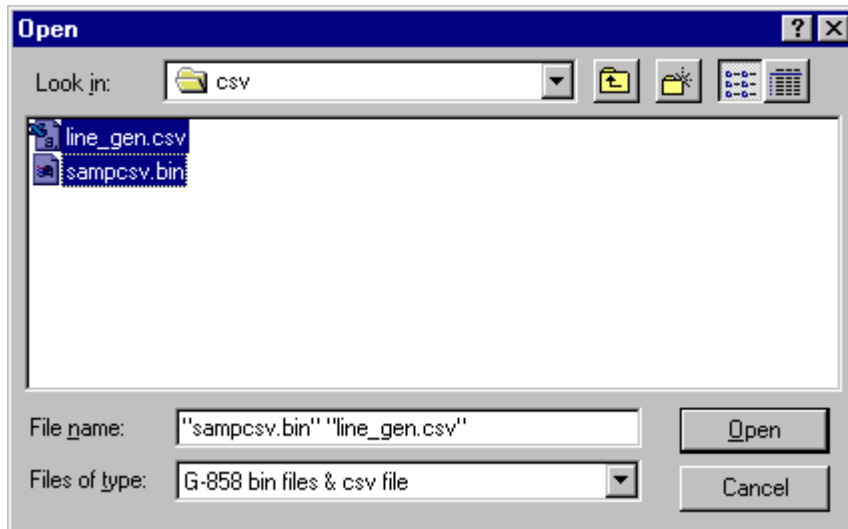 Open
Look in: csv
line_gen.csv
sampcsv.bin
File name: "sampcsv.bin" "line_gen.csv" Open
Files of type: G-858 bin files & csv file Cancel